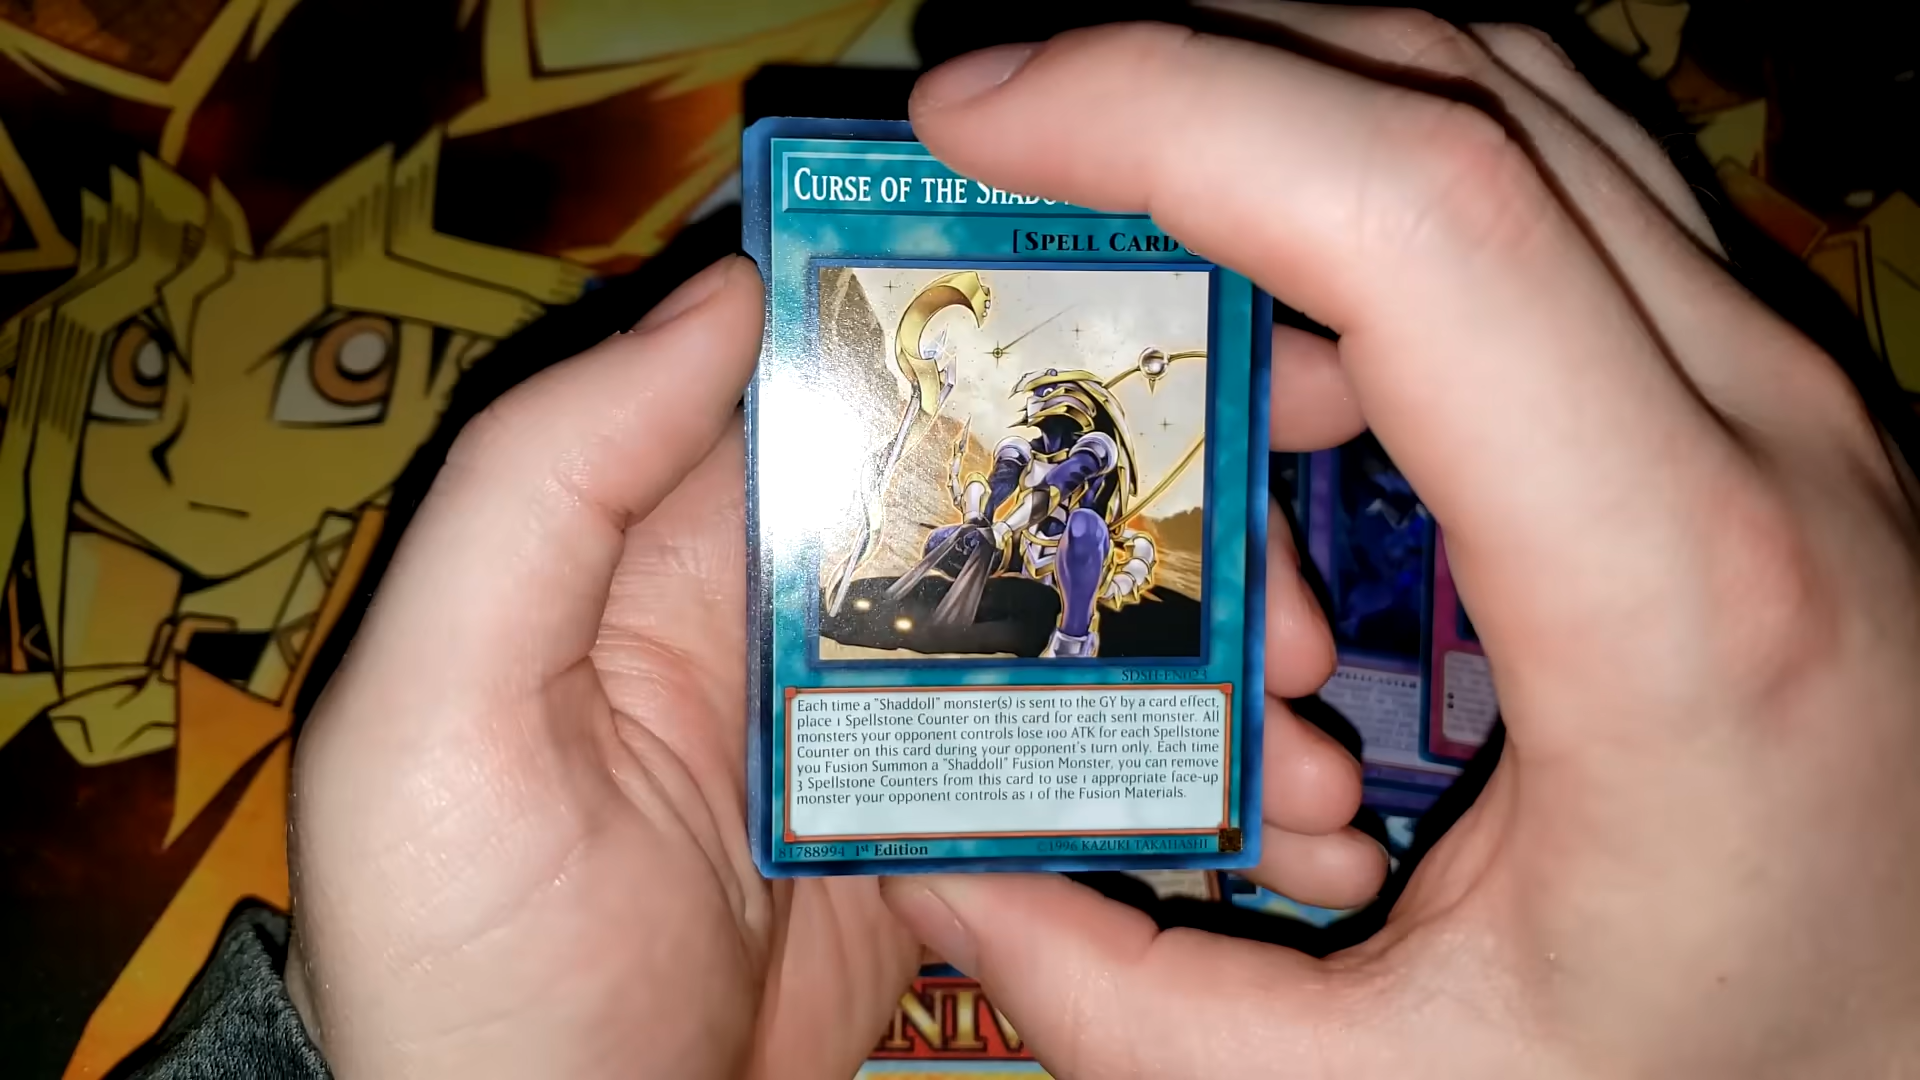 CURSE OF THE
[SPELL CARD
SDSH-EN023
Each time a "Shaddoll" monster(s) is sent to the GY by a card effect,
place 1 Spellstone Counter on this card for each sent monster. All
monsters your opponent controls lose 100 ATK for each Spellstone
Counter on this card during your opponent's turn only. Each time
you Fusion Summon a "Shaddoll" Fusion Monster, you can remove
3 Spellstone Counters from this card to use 1 appropriate face-up
monster your opponent controls as 1 of the Fusion Materials.
81788994 1st Edition
©1996 KAZUKI TAKAHASHI
NIV